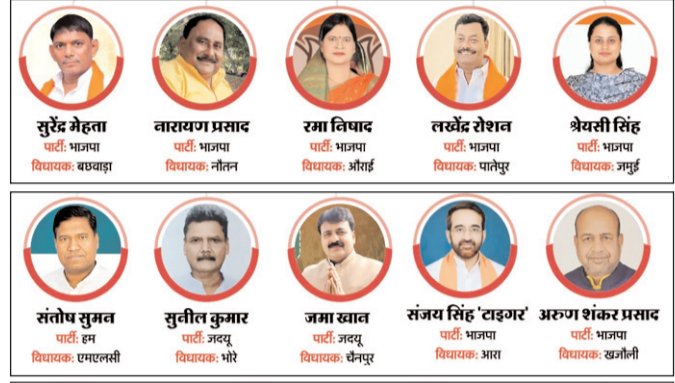 सुरेंद्र मेहता
पार्टी: भाजपा
विधायक: बछवाड़ा
नारायण प्रसाद
पार्टी: भाजपा
विधायक: नौतन
रमा निषाद
पार्टी: भाजपा
विधायक: औराई
लखेंद्र रोशन
पार्टी: भाजपा
विधायक: पातेपुर
श्रेयसी सिंह
पार्टी: भाजपा
विधायक: जमुई
संतोष सुमन
पार्टी: हम
विधायक: एमएलसी
सुनील कुमार
पार्टी: जदयू
विधायक: भोरे
जमा खान
पार्टी: जदयू
विधायक: चैनपुर
संजय सिंह 'टाइगर'
पार्टी: भाजपा
विधायक: आरा
अरुण शंकर प्रसाद
पार्टी: भाजपा
विधायक: खजौली